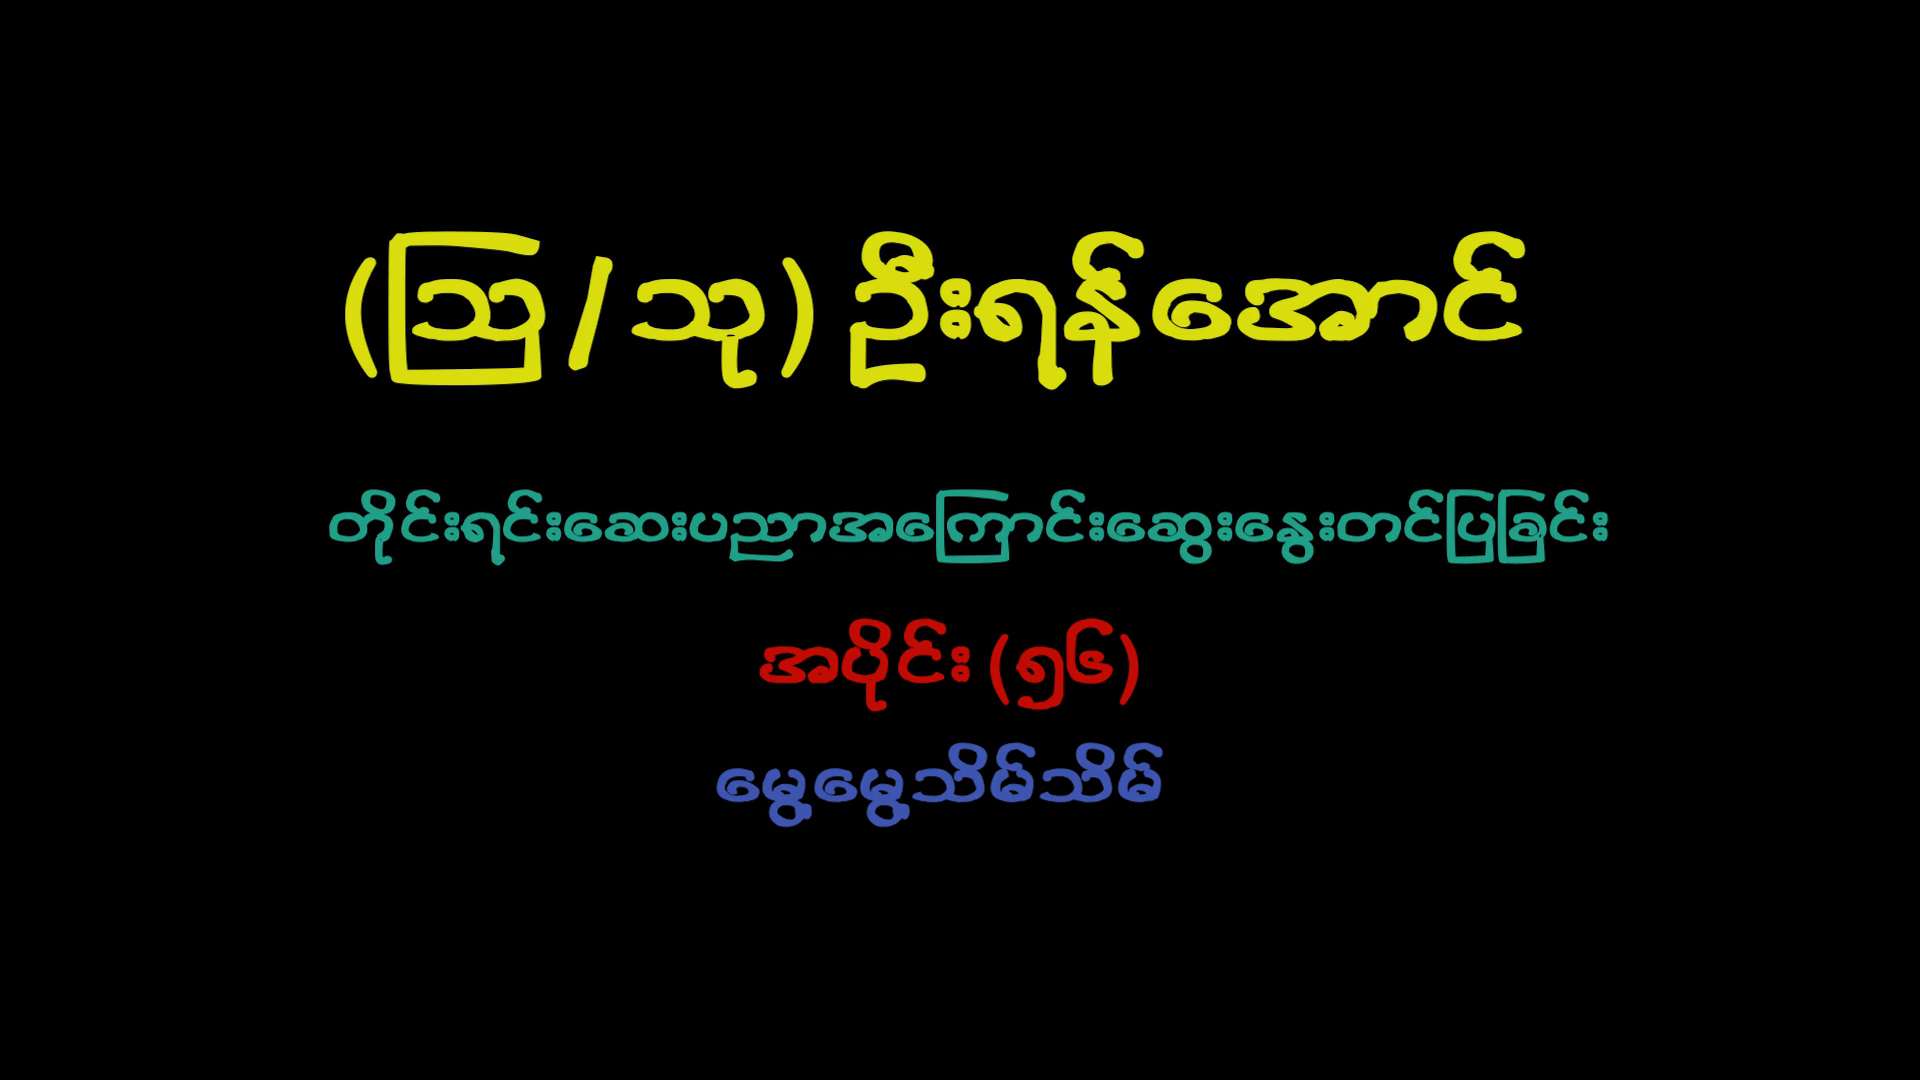 (ဩ/သု) ဦးရန်အောင်
တိုင်းရင်းဆေးပညာအကြောင်းဆွေးနွေးတင်ပြခြင်း
အပိုင်း (၅၆)
မွေ့မွေ့သိမ်သိမ်